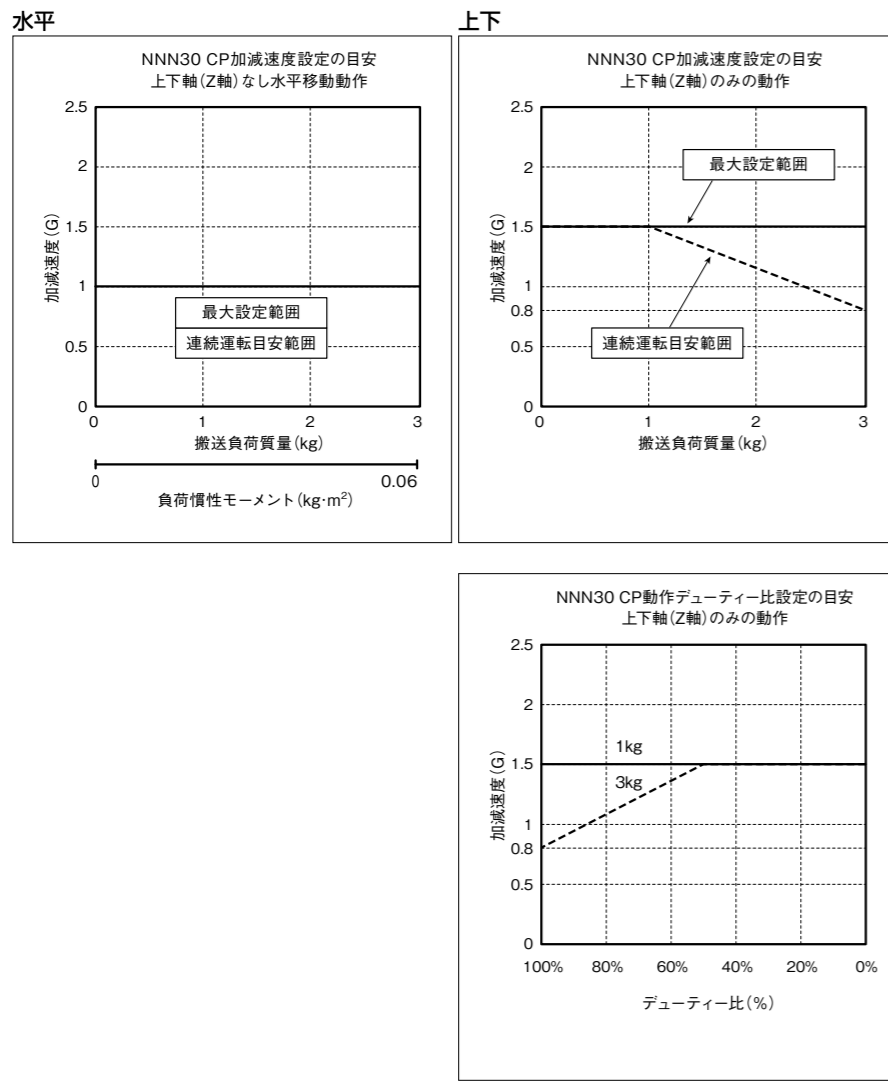 水平
NNN30 CP加減速度設定の目安
上下軸(Z軸)なし水平移動動作
2.5
2
1.5
1
0.5
0
加減速度(G)
最大設定範囲
連続運転目安範囲
0 1 2 3
搬送負荷質量(kg)
0 0.06
負荷慣性モーメント(kg·m²)
上下
NNN30 CP加減速度設定の目安
上下軸(Z軸)のみの動作
2.5
2
1.5
1
0.8
0.5
0
加減速度(G)
最大設定範囲
連続運転目安範囲
0 1 2 3
搬送負荷質量(kg)
NNN30 CP動作デューティー比設定の目安
上下軸(Z軸)のみの動作
2.5
2
1.5
1
0.8
0.5
0
加減速度(G)
1kg
3kg
100% 80% 60% 40% 20% 0%
デューティー比(%)